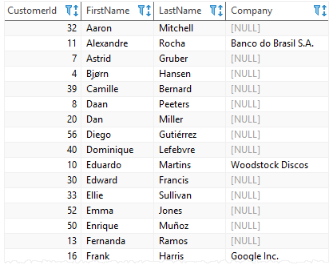 CustomerId FirstName LastName Company
32 Aaron Mitchell [NULL]
11 Alexandre Rocha Banco do Brasil S.A.
7 Astrid Gruber [NULL]
4 Bjørn Hansen [NULL]
39 Camille Bernard [NULL]
8 Daan Peeters [NULL]
20 Dan Miller [NULL]
56 Diego Gutiérrez [NULL]
40 Dominique Lefebvre [NULL]
10 Eduardo Martins Woodstock Discos
30 Edward Francis [NULL]
33 Ellie Sullivan [NULL]
52 Emma Jones [NULL]
50 Enrique Muñoz [NULL]
13 Fernanda Ramos [NULL]
16 Frank Harris Google Inc.